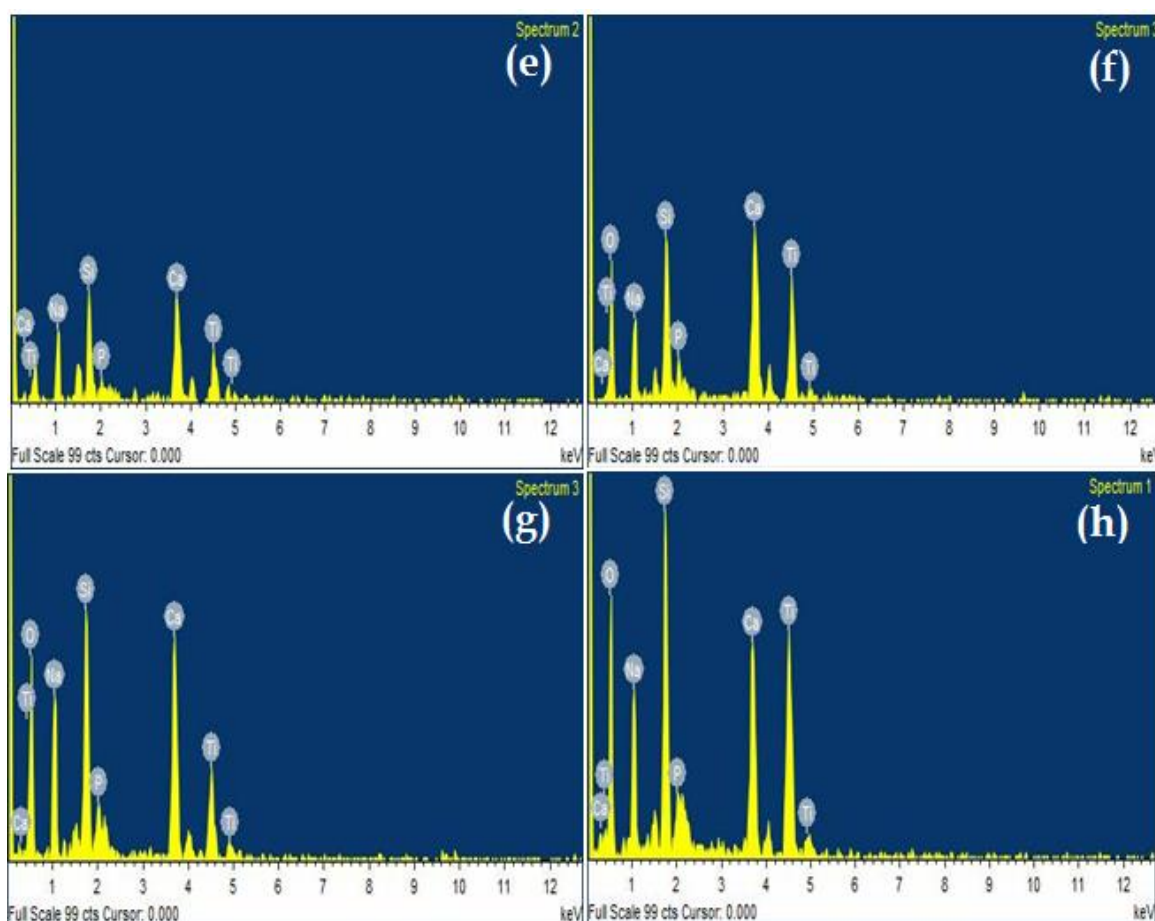 Spectrum 2
(e)
Si
Ca
Na
Ca
Ti
Ti
P
Ti
1 2 3 4 5 6 7 8 9 10 11 12
Full Scale 99 cts Cursor: 0.000 keV
Spectrum 3
(f)
Ca
Si
O
Ti
Ti
Na
P
Ca
Ti
1 2 3 4 5 6 7 8 9 10 11 12
Full Scale 99 cts Cursor: 0.000 keV
Spectrum 3
(g)
Si
Ca
O
Na
Ti
Ti
P
Ca
Ti
1 2 3 4 5 6 7 8 9 10 11 12
Full Scale 99 cts Cursor: 0.000 keV
Spectrum 1
(h)
Si
O
Ti
Ca
Na
Ti
P
Ca
Ti
1 2 3 4 5 6 7 8 9 10 11 12
Full Scale 99 cts Cursor: 0.000 keV